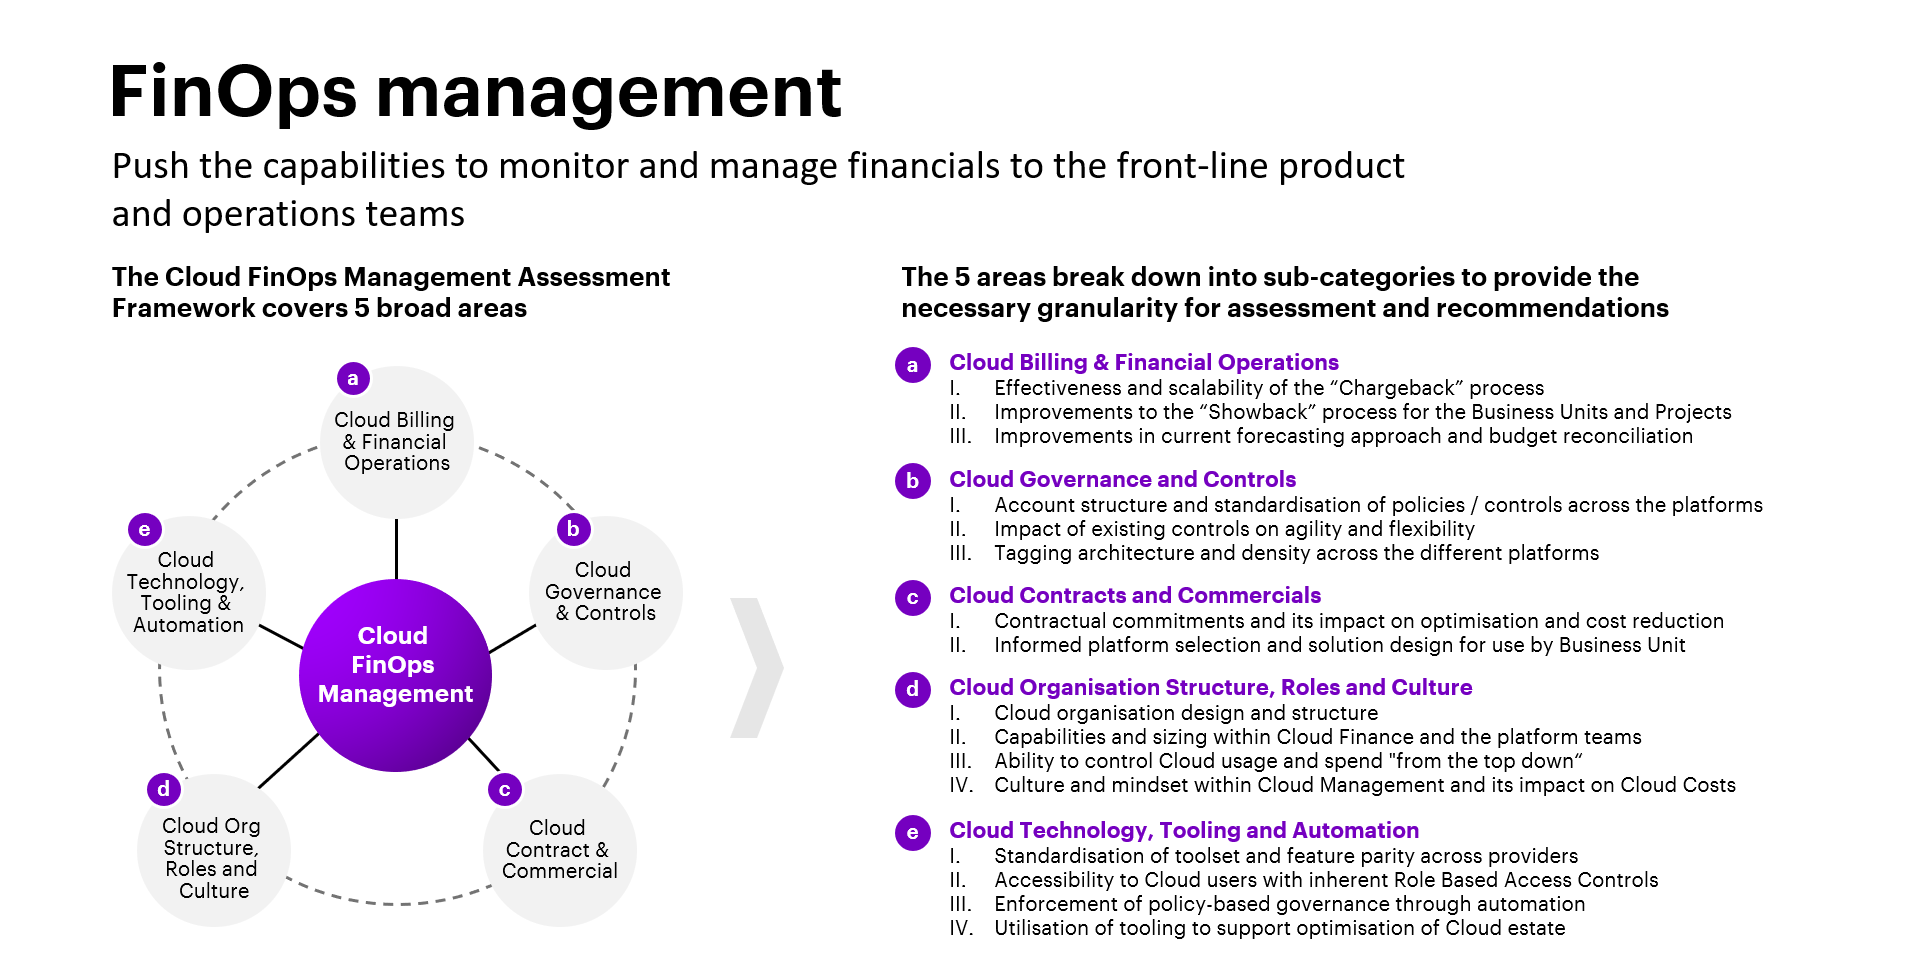 FinOps management
Push the capabilities to monitor and manage financials to the front-line product
and operations teams
The Cloud FinOps Management Assessment
Framework covers 5 broad areas
a
Cloud Billing
& Financial
Operations
b
Cloud
Governance
& Controls
c
Cloud
Contract &
Commercial
d
Cloud Org
Structure,
Roles and
Culture
e
Cloud
Technology,
Tooling &
Automation
Cloud
FinOps
Management
The 5 areas break down into sub-categories to provide the
necessary granularity for assessment and recommendations
a Cloud Billing & Financial Operations
I. Effectiveness and scalability of the “Chargeback” process
II. Improvements to the “Showback” process for the Business Units and Projects
III. Improvements in current forecasting approach and budget reconciliation
b Cloud Governance and Controls
I. Account structure and standardisation of policies / controls across the platforms
II. Impact of existing controls on agility and flexibility
III. Tagging architecture and density across the different platforms
c Cloud Contracts and Commercials
I. Contractual commitments and its impact on optimisation and cost reduction
II. Informed platform selection and solution design for use by Business Unit
d Cloud Organisation Structure, Roles and Culture
I. Cloud organisation design and structure
II. Capabilities and sizing within Cloud Finance and the platform teams
III. Ability to control Cloud usage and spend "from the top down“
IV. Culture and mindset within Cloud Management and its impact on Cloud Costs
e Cloud Technology, Tooling and Automation
I. Standardisation of toolset and feature parity across providers
II. Accessibility to Cloud users with inherent Role Based Access Controls
III. Enforcement of policy-based governance through automation
IV. Utilisation of tooling to support optimisation of Cloud estate